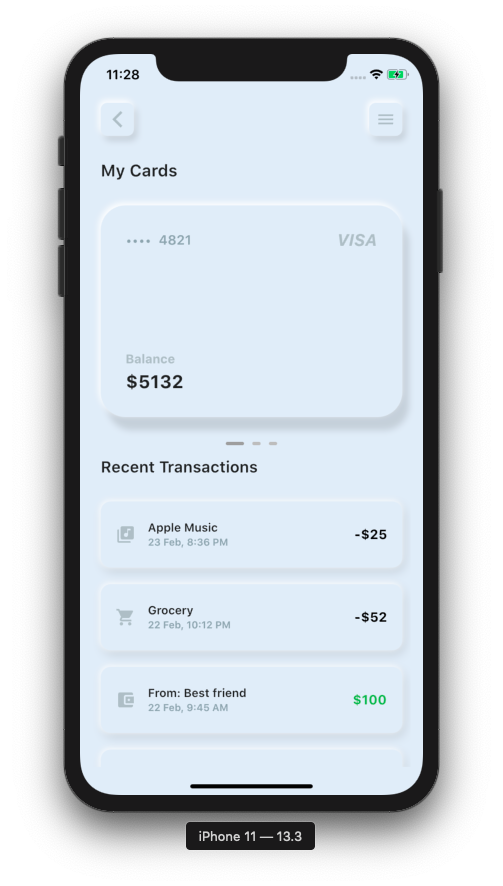 11:28
My Cards
•••• 4821 VISA
Balance
$5132
Recent Transactions
Apple Music
23 Feb, 8:36 PM
-$25
Grocery
22 Feb, 10:12 PM
-$52
From: Best friend
22 Feb, 9:45 AM
$100
iPhone 11 — 13.3